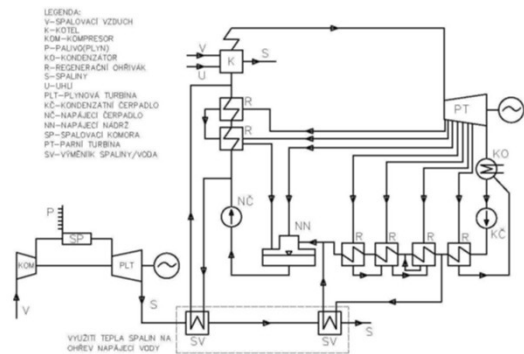 LEGENDA:
V-SPALOVACÍ VZDUCH
K-KOTEL
KOM-KOMPRESOR
P-PALIVO(PLYN)
KO-KONDENZÁTOR
R-REGENERAČNÍ OHŘÍVÁK
S-SPALINY
U-UHLÍ
PLT-PLYNOVÁ TURBÍNA
KČ-KONDENZÁTNÍ ČERPADLO
NČ-NAPÁJECÍ ČERPADLO
NN-NAPÁJECÍ NÁDRŽ
SP-SPALOVACÍ KOMORA
PT-PARNÍ TURBÍNA
SV-VÝMĚNÍK SPALINY/VODA
V
U
K
S
R
R
PT
KO
KČ
NČ
NN
R
R
R
R
P
SP
KOM
PLT
V
S
SV
SV
S
VYUŽITÍ TEPLA SPALIN NA
OHŘEV NAPÁJECÍ VODY